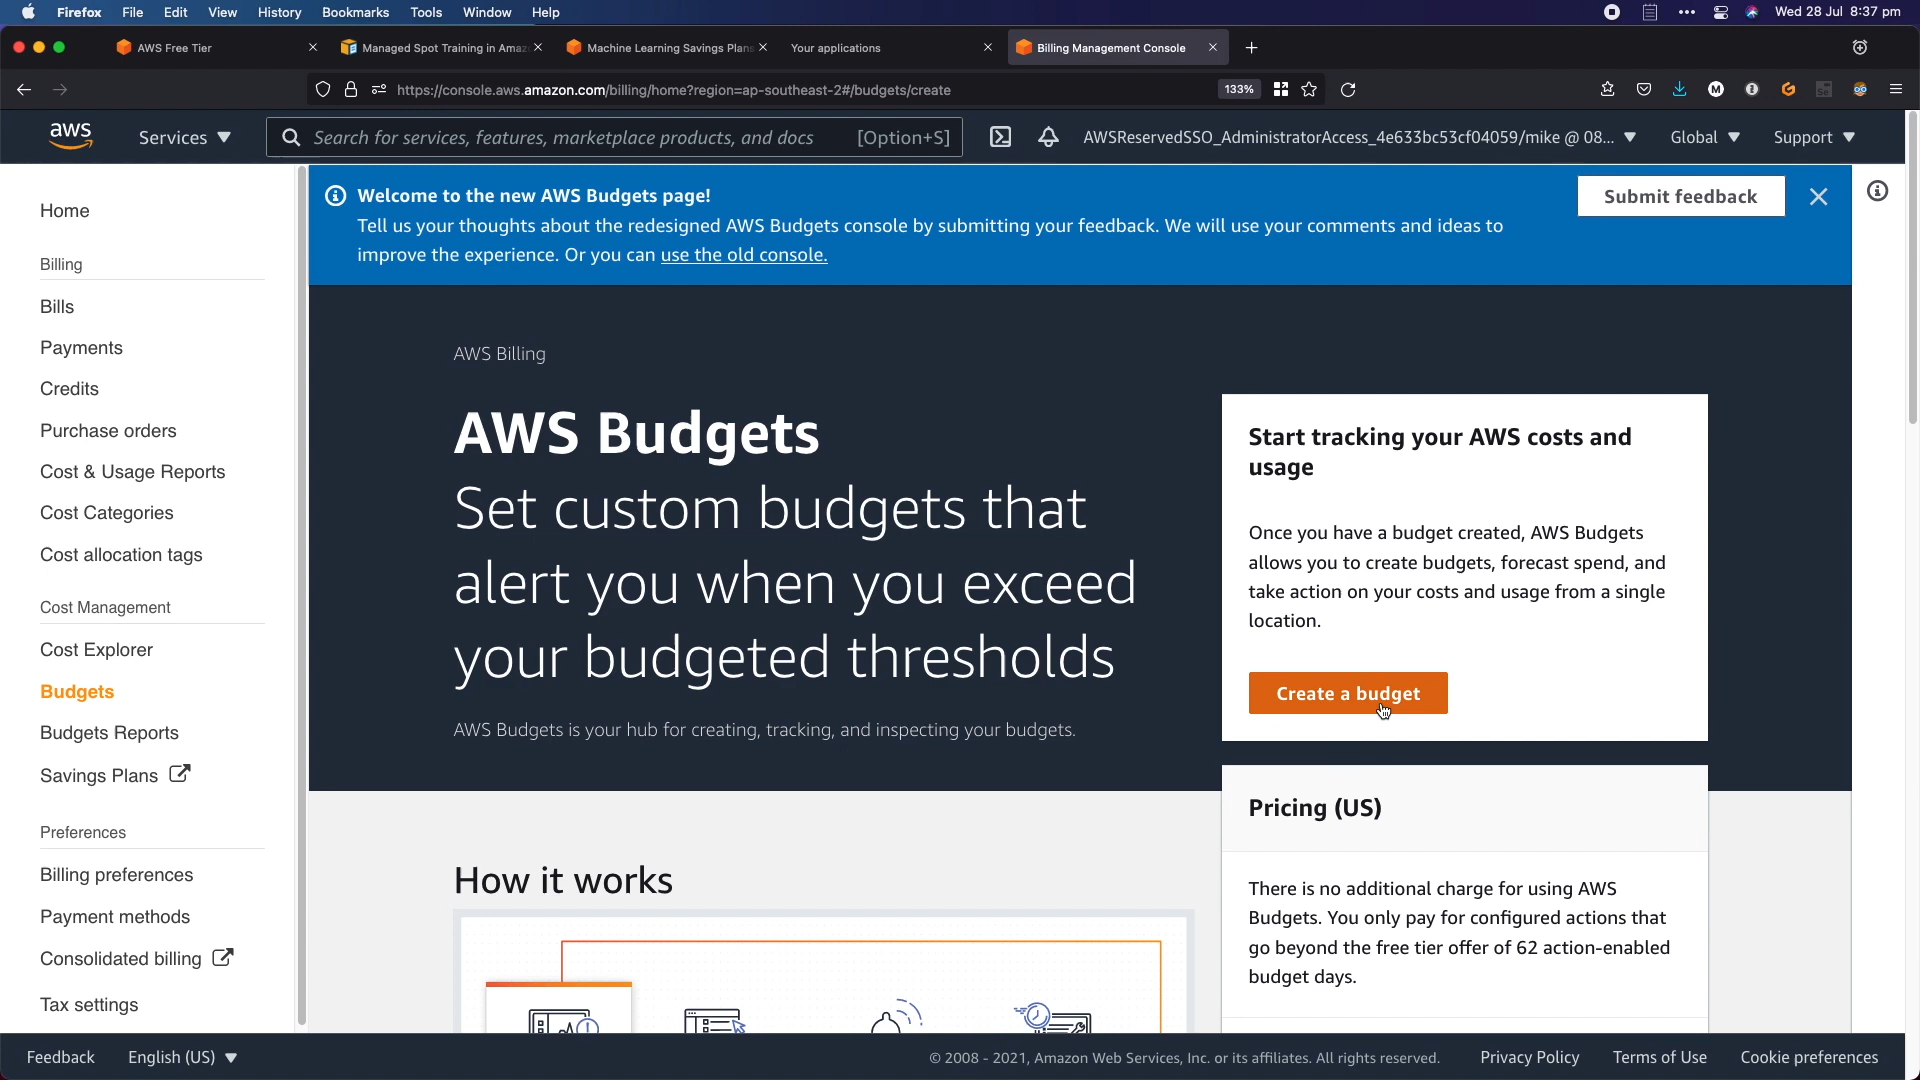 Firefox File Edit View History Bookmarks Tools Window Help
Wed 28 Jul 8:37 pm
AWS Free Tier
Managed Spot Training in Amaz
Machine Learning Savings Plans
Your applications
Billing Management Console
https://console.aws.amazon.com/billing/home?region=ap-southeast-2#/budgets/create
133%
aws
Services
Search for services, features, marketplace products, and docs
[Option+S]
AWSReservedSSO_AdministratorAccess_4e633bc53cf04059/mike @ 08...
Global
Support
Home
Billing
Bills
Payments
Credits
Purchase orders
Cost & Usage Reports
Cost Categories
Cost allocation tags
Cost Management
Cost Explorer
Budgets
Budgets Reports
Savings Plans
Preferences
Billing preferences
Payment methods
Consolidated billing
Tax settings
Welcome to the new AWS Budgets page!
Tell us your thoughts about the redesigned AWS Budgets console by submitting your feedback. We will use your comments and ideas to
improve the experience. Or you can use the old console.
Submit feedback
AWS Billing
AWS Budgets
Set custom budgets that
alert you when you exceed
your budgeted thresholds
AWS Budgets is your hub for creating, tracking, and inspecting your budgets.
Start tracking your AWS costs and
usage
Once you have a budget created, AWS Budgets
allows you to create budgets, forecast spend, and
take action on your costs and usage from a single
location.
Create a budget
Pricing (US)
There is no additional charge for using AWS
Budgets. You only pay for configured actions that
go beyond the free tier offer of 62 action-enabled
budget days.
How it works
Feedback
English (US)
© 2008 - 2021, Amazon Web Services, Inc. or its affiliates. All rights reserved.
Privacy Policy
Terms of Use
Cookie preferences